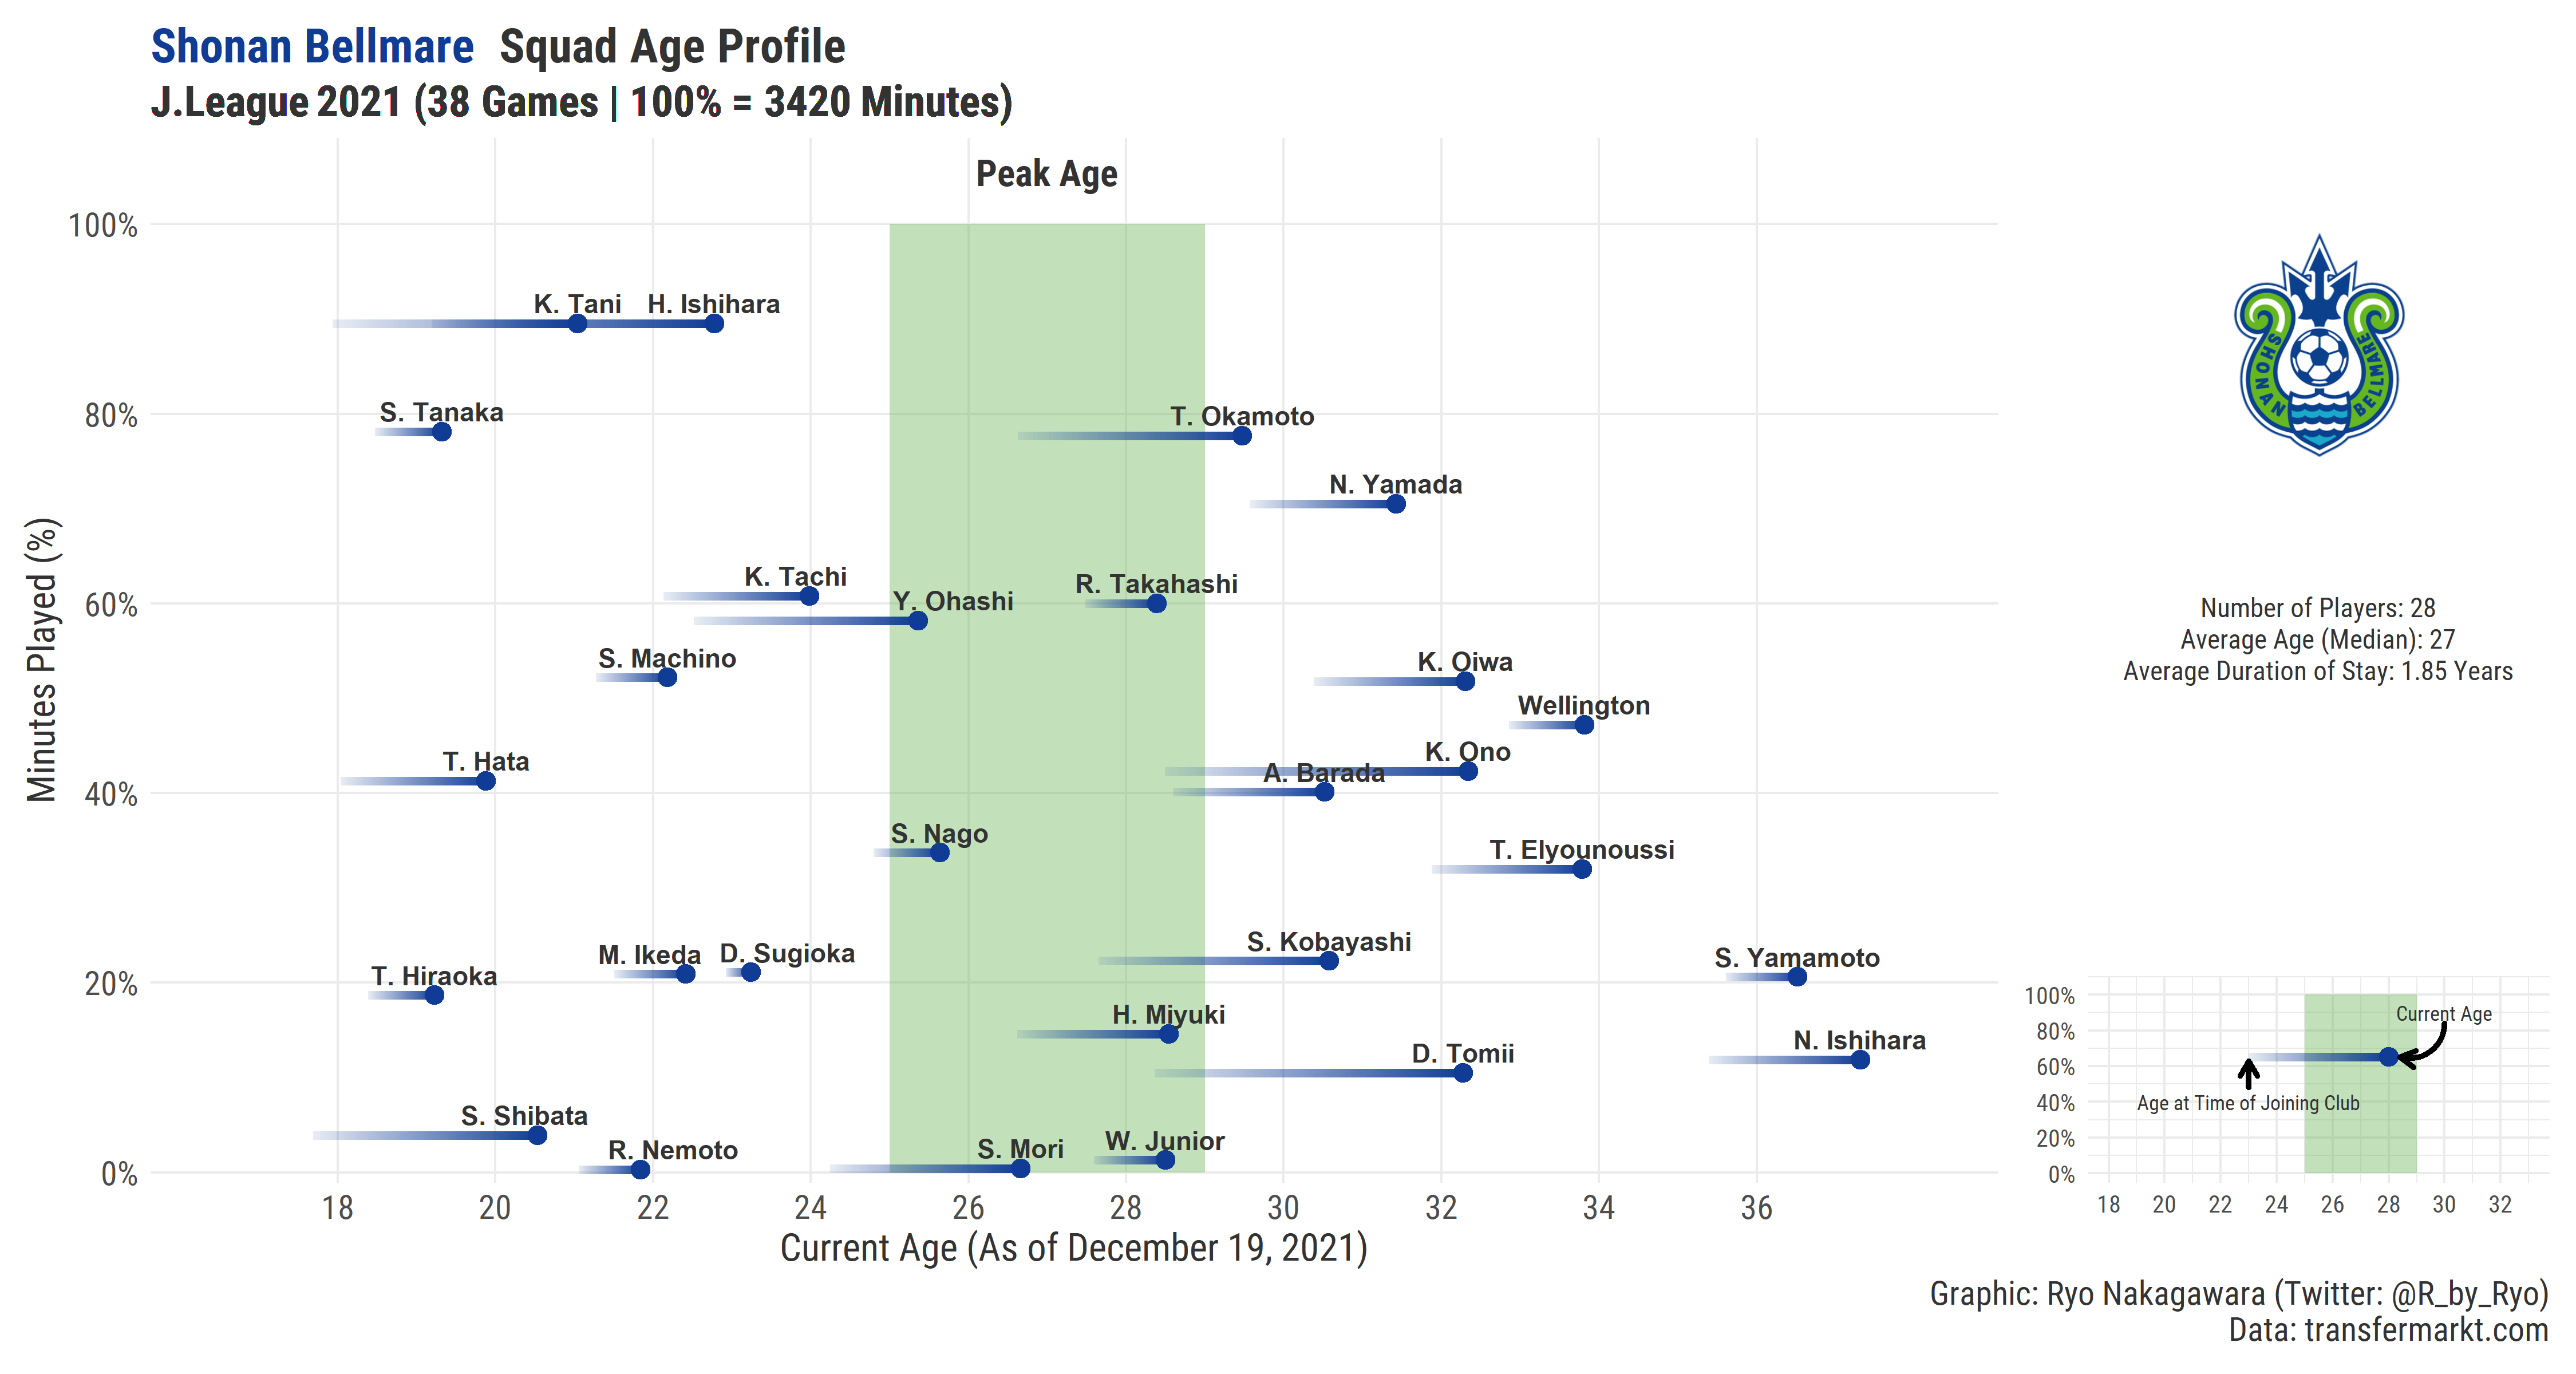 Shonan Bellmare Squad Age Profile
J.League 2021 (38 Games | 100% = 3420 Minutes)
Peak Age
100%
80%
60%
40%
20%
0%
Minutes Played (%)
K. Tani
H. Ishihara
S. Tanaka
T. Okamoto
N. Yamada
K. Tachi
R. Takahashi
Y. Ohashi
S. Machino
K. Oiwa
Wellington
K. Ono
T. Hata
A. Barada
S. Nago
T. Elyounoussi
S. Kobayashi
M. Ikeda
D. Sugioka
S. Yamamoto
T. Hiraoka
H. Miyuki
N. Ishihara
D. Tomii
S. Shibata
W. Junior
R. Nemoto
S. Mori
18 20 22 24 26 28 30 32 34 36
Current Age (As of December 19, 2021)
SHONAN BELLMARE
Number of Players: 28
Average Age (Median): 27
Average Duration of Stay: 1.85 Years
100%
80%
60%
40%
20%
0%
Current Age
Age at Time of Joining Club
18 20 22 24 26 28 30 32
Graphic: Ryo Nakagawara (Twitter: @R_by_Ryo)
Data: transfermarkt.com